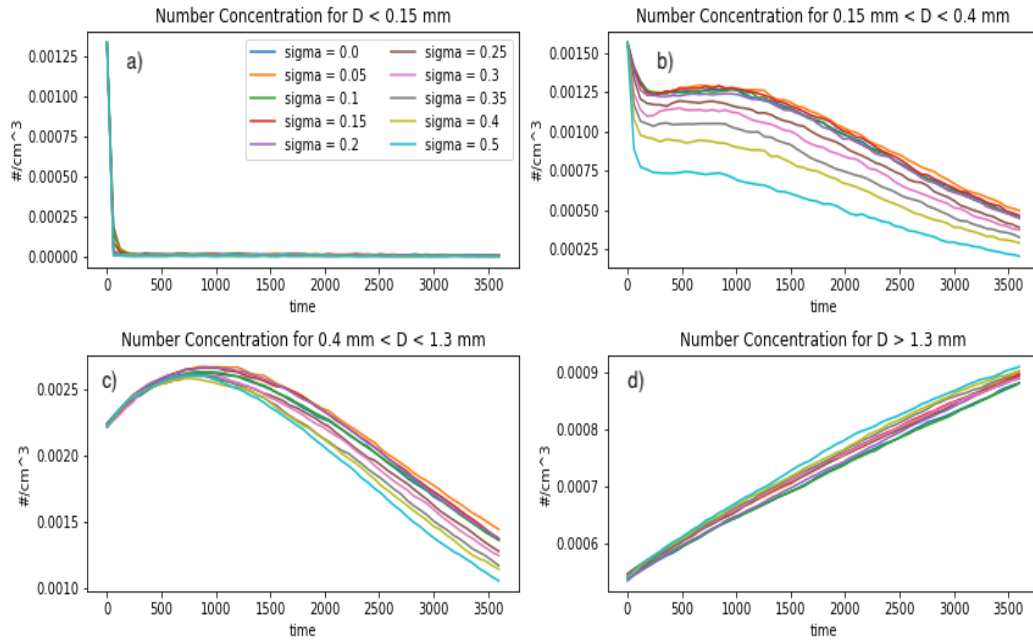 Number Concentration for D < 0.15 mm
a)
sigma = 0.0
sigma = 0.05
sigma = 0.1
sigma = 0.15
sigma = 0.2
sigma = 0.25
sigma = 0.3
sigma = 0.35
sigma = 0.4
sigma = 0.5
#/cm^3
0.00125
0.00100
0.00075
0.00050
0.00025
0.00000
0 500 1000 1500 2000 2500 3000 3500
time
Number Concentration for 0.15 mm < D < 0.4 mm
b)
#/cm^3
0.00150
0.00125
0.00100
0.00075
0.00050
0.00025
0 500 1000 1500 2000 2500 3000 3500
time
Number Concentration for 0.4 mm < D < 1.3 mm
c)
#/cm^3
0.0025
0.0020
0.0015
0.0010
0 500 1000 1500 2000 2500 3000 3500
time
Number Concentration for D > 1.3 mm
d)
#/cm^3
0.0009
0.0008
0.0007
0.0006
0 500 1000 1500 2000 2500 3000 3500
time